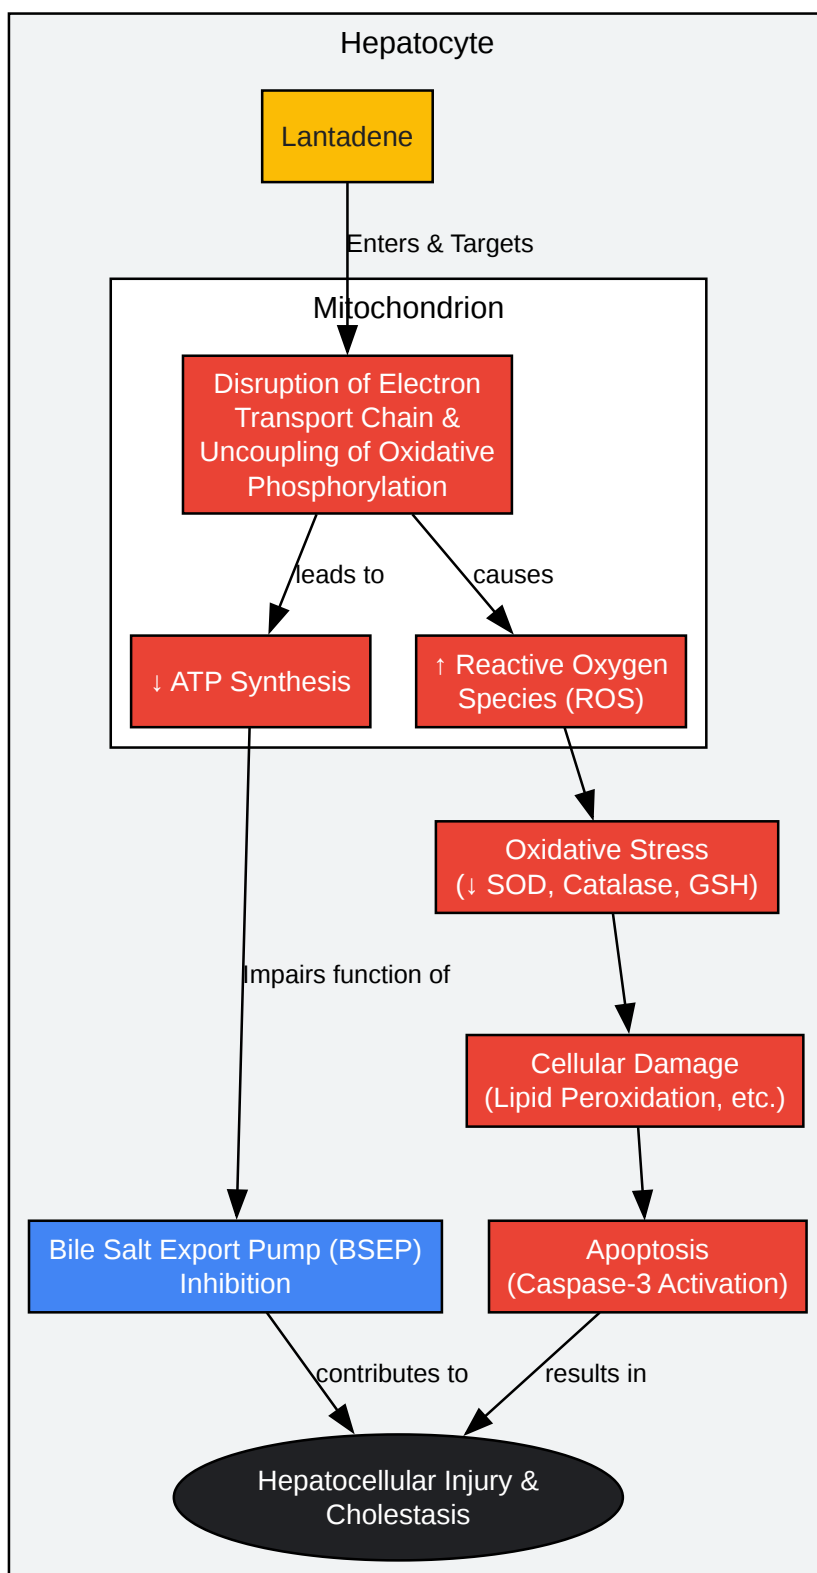 Hepatocyte
Lantadene
Enters & Targets
Mitochondrion
Disruption of Electron
Transport Chain &
Uncoupling of Oxidative
Phosphorylation
leads to
causes
↓ ATP Synthesis
↑ Reactive Oxygen
Species (ROS)
Oxidative Stress
(↓ SOD, Catalase, GSH)
Impairs function of
Cellular Damage
(Lipid Peroxidation, etc.)
Bile Salt Export Pump (BSEP)
Inhibition
Apoptosis
(Caspase-3 Activation)
contributes to
results in
Hepatocellular Injury &
Cholestasis